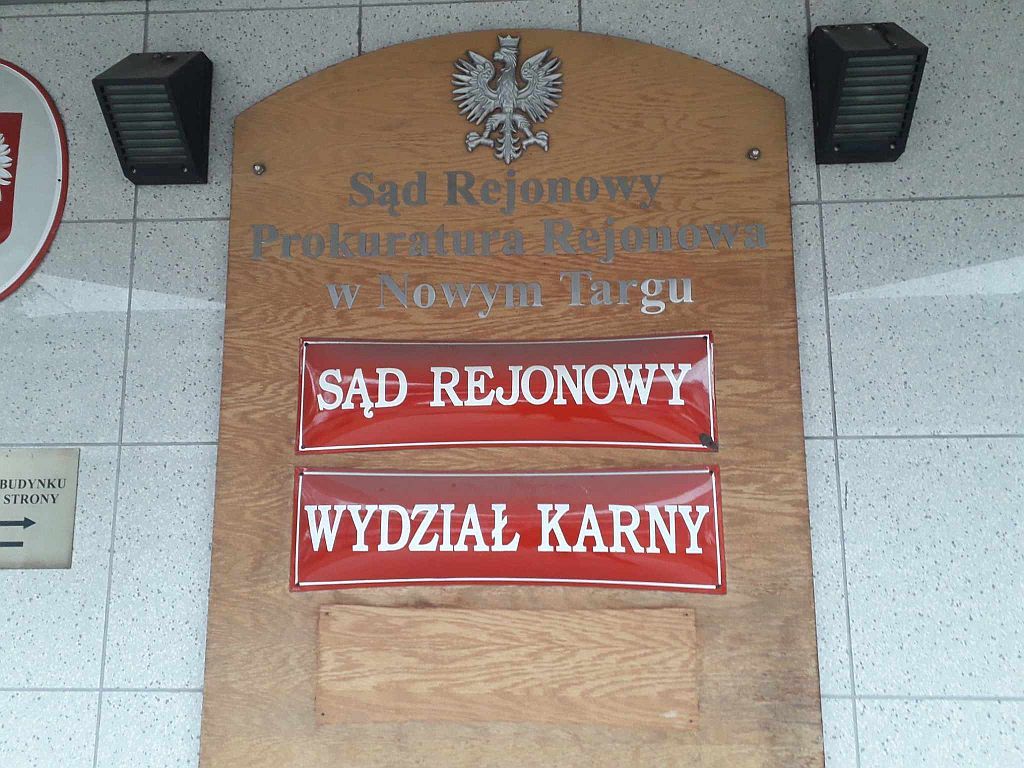 Sąd Rejonowy
Prokuratura Rejonowa
w Nowym Targu
SĄD REJONOWY
WYDZIAŁ KARNY
BUDYNKU
STRONY